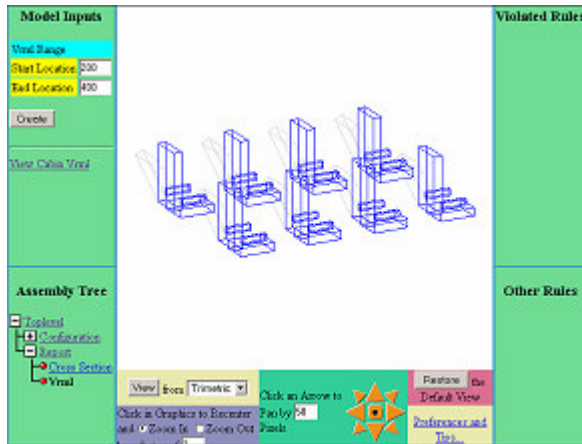 Model Inputs
Vrml Range
Start Location 200
End Location 400
Create
View Cabin Vrml
Violated Rules
Assembly Tree
Toplevel
Configuration
Report
Cross Section
Vrml
Other Rules
View from Trimetric
Click in Graphics to Recenter
and Zoom In Zoom Out
Click an Arrow to
Pan by 50
Pixels
Restore the
Default View
Preferences and
Tips...